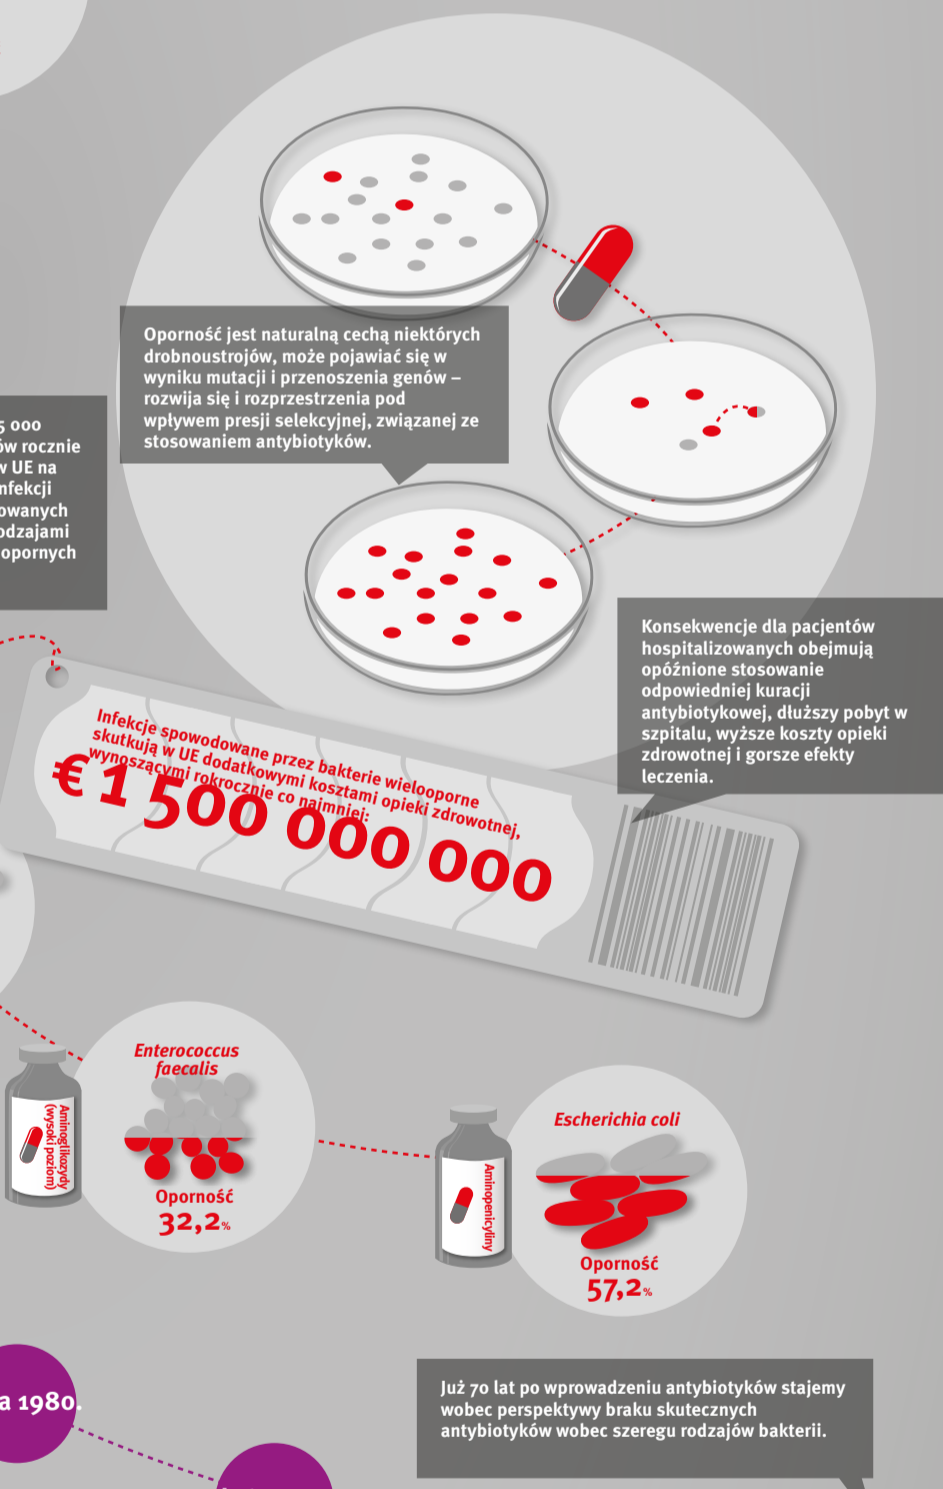 Oporność jest naturalną cechą niektórych
drobnoustrojów, może pojawiać się w
wyniku mutacji i przenoszenia genów –
rozwija się i rozprzestrzenia pod
wpływem presji selekcyjnej, związanej ze
stosowaniem antybiotyków.
5 000
ów rocznie
w UE na
nfekcji
owanych
odzajami
opornych
Konsekwencje dla pacjentów
hospitalizowanych obejmują
opóźnione stosowanie
odpowiedniej kuracji
antybiotykowej, dłuższy pobyt w
szpitalu, wyższe koszty opieki
zdrowotnej i gorsze efekty
leczenia.
Infekcje spowodowane przez bakterie wielooporne
skutkują w UE dodatkowymi kosztami opieki zdrowotnej,
wynoszącymi rokrocznie co najmniej:
€ 1 500 000 000
Aminoglikozydy
(wysoki poziom)
Enterococcus
faecalis
Oporność
32,2%
Aminopenicyliny
Escherichia coli
Oporność
57,2%
a 1980.
Już 70 lat po wprowadzeniu antybiotyków stajemy
wobec perspektywy braku skutecznych
antybiotyków wobec szeregu rodzajów bakterii.